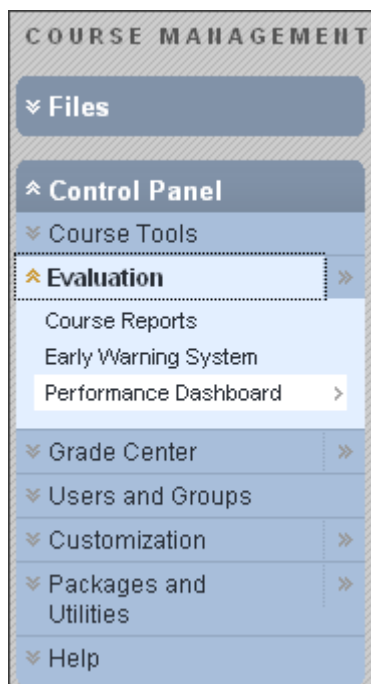 COURSE MANAGEMENT
Files
Control Panel
Course Tools
Evaluation
Course Reports
Early Warning System
Performance Dashboard
Grade Center
Users and Groups
Customization
Packages and
Utilities
Help